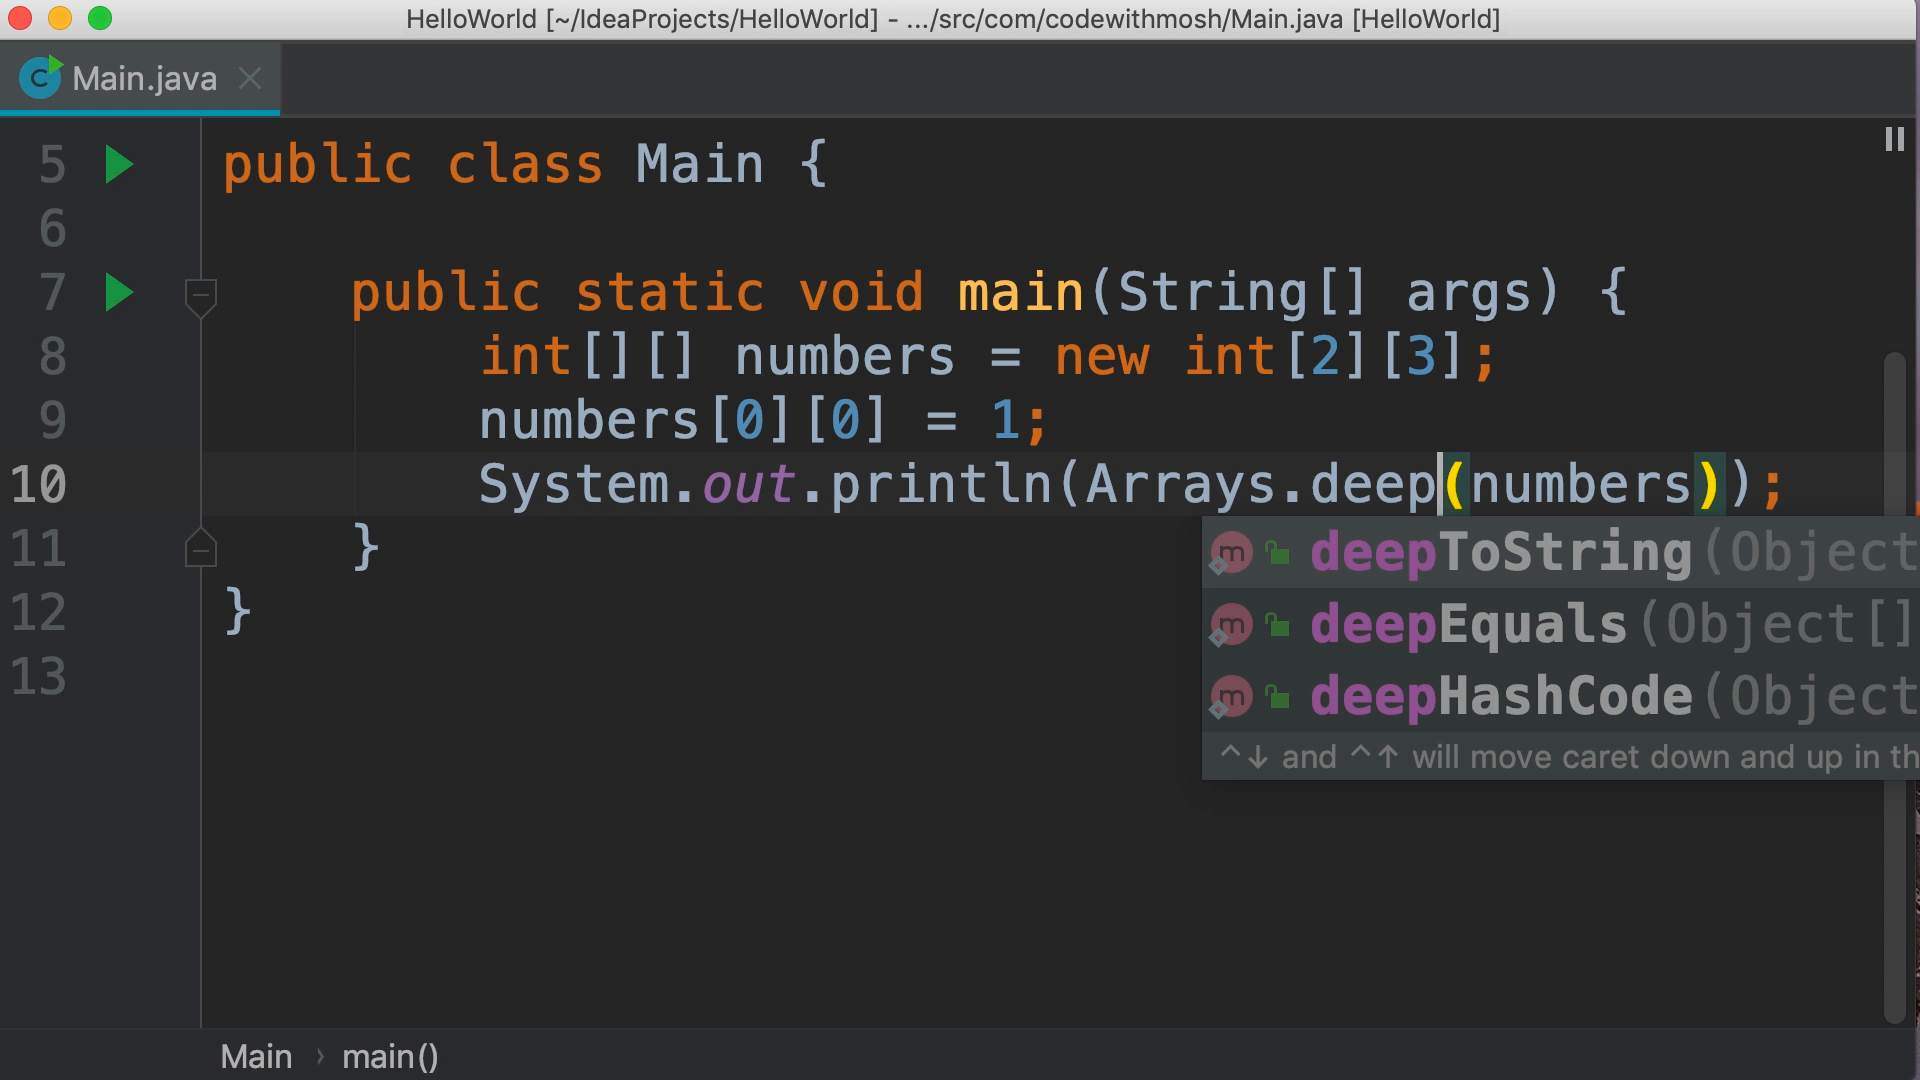 HelloWorld [~/IdeaProjects/HelloWorld] - .../src/com/codewithmosh/Main.java [HelloWorld]
Main.java
5 public class Main {
6
7 public static void main(String[] args) {
8 int[][] numbers = new int[2][3];
9 numbers[0][0] = 1;
10 System.out.println(Arrays.deep(numbers));
11 }
12 }
13
m deepToString(Object
m deepEquals(Object[]
m deepHashCode(Object
^↓ and ^↑ will move caret down and up in th
Main › main()